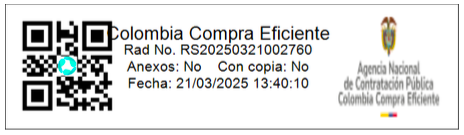 Colombia Compra Eficiente
Rad No. RS20250321002760
Anexos: No Con copia: No
Fecha: 21/03/2025 13:40:10
Agencia Nacional
de Contratación Pública
Colombia Compra Eficiente